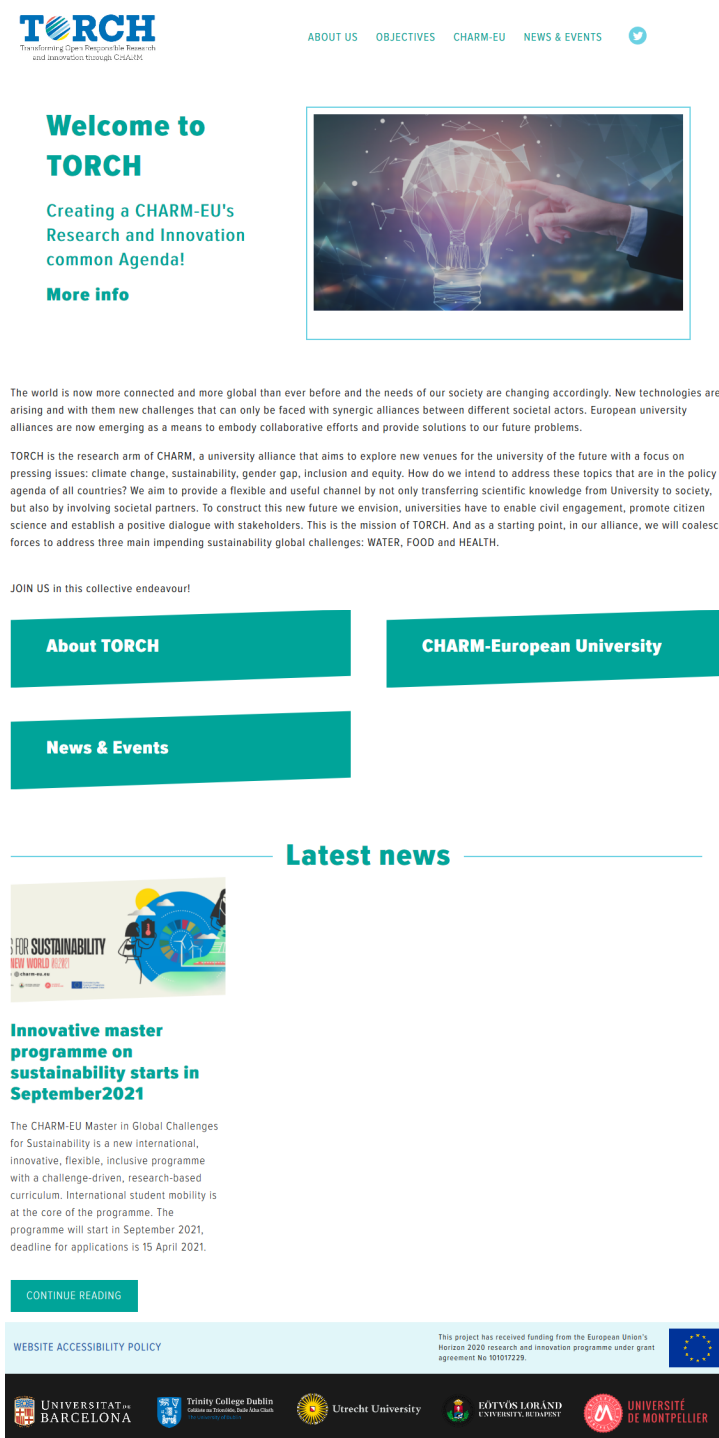 TORCH
Transforming Open Responsible Research
and Innovation through CHARM
ABOUT US OBJECTIVES CHARM-EU NEWS & EVENTS
Welcome to
TORCH
Creating a CHARM-EU's
Research and Innovation
common Agenda!
More info
The world is now more connected and more global than ever before and the needs of our society are changing accordingly. New technologies are
arising and with them new challenges that can only be faced with synergic alliances between different societal actors. European university
alliances are now emerging as a means to embody collaborative efforts and provide solutions to our future problems.
TORCH is the research arm of CHARM, a university alliance that aims to explore new venues for the university of the future with a focus on
pressing issues: climate change, sustainability, gender gap, inclusion and equity. How do we intend to address these topics that are in the policy
agenda of all countries? We aim to provide a flexible and useful channel by not only transferring scientific knowledge from University to society,
but also by involving societal partners. To construct this new future we envision, universities have to enable civil engagement, promote citizen
science and establish a positive dialogue with stakeholders. This is the mission of TORCH. And as a starting point, in our alliance, we will coalesc
forces to address three main impending sustainability global challenges: WATER, FOOD and HEALTH.
JOIN US in this collective endeavour!
About TORCH
CHARM-European University
News & Events
Latest news
S FOR SUSTAINABILITY
NEW WORLD
@charm-eu.eu
Innovative master
programme on
sustainability starts in
September2021
The CHARM-EU Master in Global Challenges
for Sustainability is a new international,
innovative, flexible, inclusive programme
with a challenge-driven, research-based
curriculum. International student mobility is
at the core of the programme. The
programme will start in September 2021,
deadline for applications is 15 April 2021.
CONTINUE READING
WEBSITE ACCESSIBILITY POLICY
This project has received funding from the European Union's
Horizon 2020 research and innovation programme under grant
agreement No 101017229.
UNIVERSITAT DE
BARCELONA
Trinity College Dublin
Coláiste na Tríonóide, Baile Átha Cliath
The University of Dublin
Utrecht University
EÖTVÖS LORÁND
UNIVERSITY, BUDAPEST
UNIVERSITÉ
DE MONTPELLIER